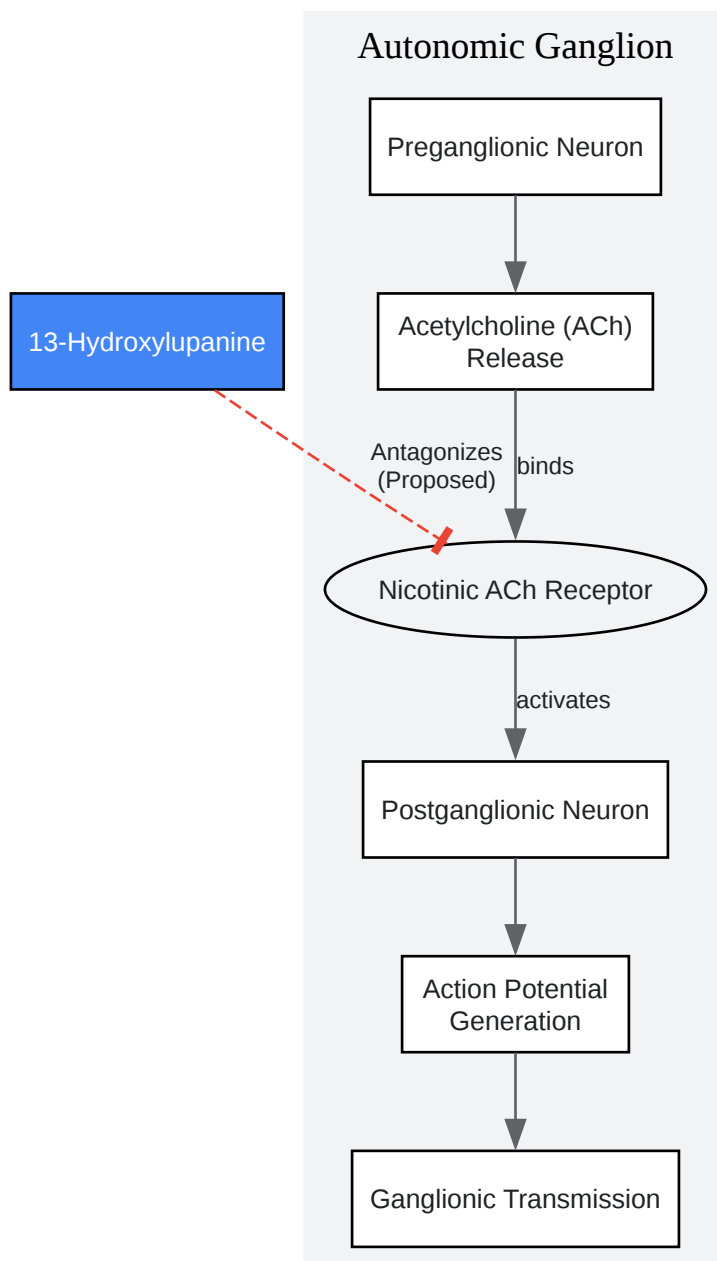 Autonomic Ganglion
Preganglionic Neuron
13-Hydroxylupanine
Acetylcholine (ACh)
Release
Antagonizes
(Proposed)
binds
Nicotinic ACh Receptor
activates
Postganglionic Neuron
Action Potential
Generation
Ganglionic Transmission